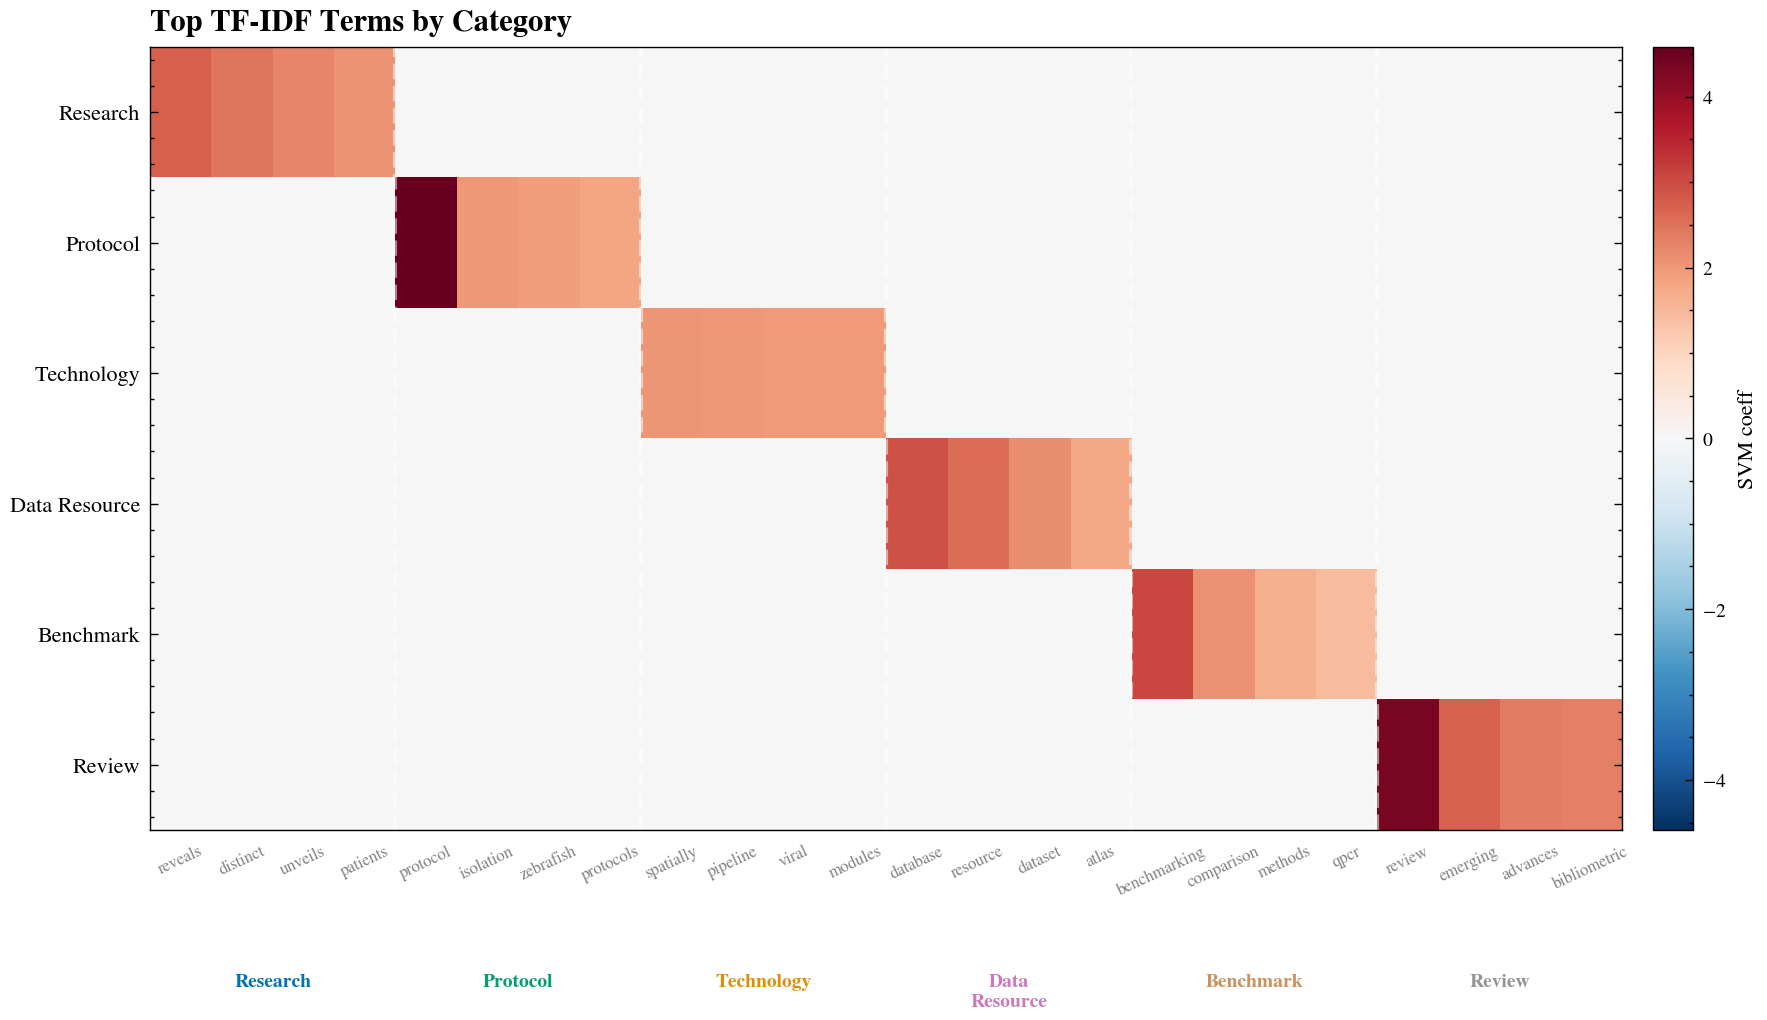 Top TF-IDF Terms by Category
Research
Protocol
Technology
Data Resource
Benchmark
Review
4
2
0
−2
−4
SVM coeff
reveals
distinct
unveils
patients
protocol
isolation
zebrafish
protocols
spatially
pipeline
viral
modules
database
resource
dataset
atlas
benchmarking
comparison
methods
qpcr
review
emerging
advances
bibliometric
Research
Protocol
Technology
Data
Resource
Benchmark
Review